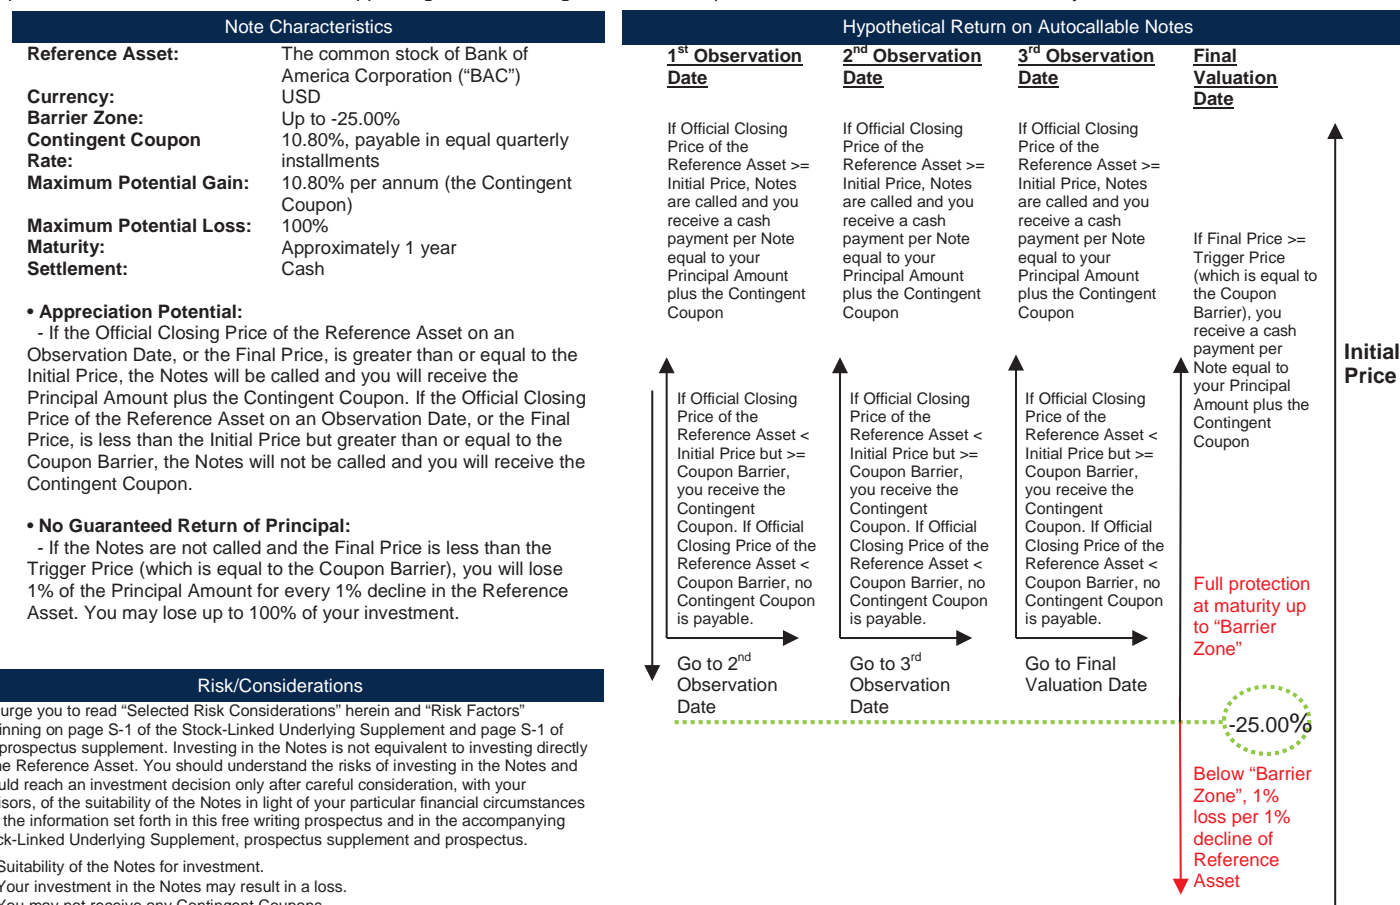 Note Characteristics
Reference Asset: The common stock of Bank of
America Corporation (“BAC”)
Currency: USD
Barrier Zone: Up to -25.00%
Contingent Coupon 10.80%, payable in equal quarterly
Rate: installments
Maximum Potential Gain: 10.80% per annum (the Contingent
Coupon)
Maximum Potential Loss: 100%
Maturity: Approximately 1 year
Settlement: Cash
• Appreciation Potential:
- If the Official Closing Price of the Reference Asset on an
Observation Date, or the Final Price, is greater than or equal to the
Initial Price, the Notes will be called and you will receive the
Principal Amount plus the Contingent Coupon. If the Official Closing
Price of the Reference Asset on an Observation Date, or the Final
Price, is less than the Initial Price but greater than or equal to the
Coupon Barrier, the Notes will not be called and you will receive the
Contingent Coupon.
• No Guaranteed Return of Principal:
- If the Notes are not called and the Final Price is less than the
Trigger Price (which is equal to the Coupon Barrier), you will lose
1% of the Principal Amount for every 1% decline in the Reference
Asset. You may lose up to 100% of your investment.
Risk/Considerations
urge you to read “Selected Risk Considerations” herein and “Risk Factors”
inning on page S-1 of the Stock-Linked Underlying Supplement and page S-1 of
prospectus supplement. Investing in the Notes is not equivalent to investing directly
he Reference Asset. You should understand the risks of investing in the Notes and
uld reach an investment decision only after careful consideration, with your
isors, of the suitability of the Notes in light of your particular financial circumstances
the information set forth in this free writing prospectus and in the accompanying
ck-Linked Underlying Supplement, prospectus supplement and prospectus.
Suitability of the Notes for investment.
Your investment in the Notes may result in a loss.
You may not receive any Contingent Coupons.
Hypothetical Return on Autocallable Notes
1st Observation
Date
If Official Closing
Price of the
Reference Asset >=
Initial Price, Notes
are called and you
receive a cash
payment per Note
equal to your
Principal Amount
plus the Contingent
Coupon
If Official Closing
Price of the
Reference Asset <
Initial Price but >=
Coupon Barrier,
you receive the
Contingent
Coupon. If Official
Closing Price of the
Reference Asset <
Coupon Barrier, no
Contingent Coupon
is payable.
Go to 2nd
Observation
Date
2nd Observation
Date
If Official Closing
Price of the
Reference Asset >=
Initial Price, Notes
are called and you
receive a cash
payment per Note
equal to your
Principal Amount
plus the Contingent
Coupon
If Official Closing
Price of the
Reference Asset <
Initial Price but >=
Coupon Barrier,
you receive the
Contingent
Coupon. If Official
Closing Price of the
Reference Asset <
Coupon Barrier, no
Contingent Coupon
is payable.
Go to 3rd
Observation
Date
3rd Observation
Date
If Official Closing
Price of the
Reference Asset >=
Initial Price, Notes
are called and you
receive a cash
payment per Note
equal to your
Principal Amount
plus the Contingent
Coupon
If Official Closing
Price of the
Reference Asset <
Initial Price but >=
Coupon Barrier,
you receive the
Contingent
Coupon. If Official
Closing Price of the
Reference Asset <
Coupon Barrier, no
Contingent Coupon
is payable.
Go to Final
Valuation Date
Final
Valuation
Date
If Final Price >=
Trigger Price
(which is equal to
the Coupon
Barrier), you
receive a cash
payment per
Note equal to
your Principal
Amount plus the
Contingent
Coupon
Initial
Price
Full protection
at maturity up
to “Barrier
Zone”
-25.00%
Below “Barrier
Zone”, 1%
loss per 1%
decline of
Reference
Asset